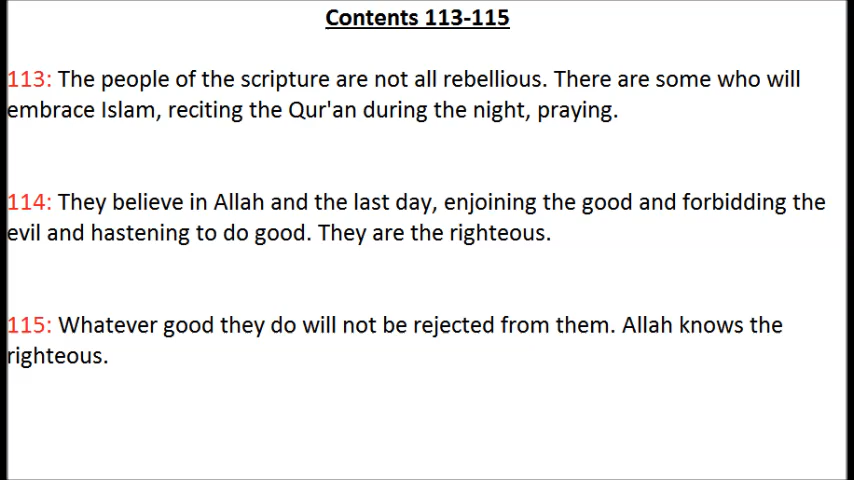 Contents 113-115
113: The people of the scripture are not all rebellious. There are some who will
embrace Islam, reciting the Qur'an during the night, praying.
114: They believe in Allah and the last day, enjoining the good and forbidding the
evil and hastening to do good. They are the righteous.
115: Whatever good they do will not be rejected from them. Allah knows the
righteous.